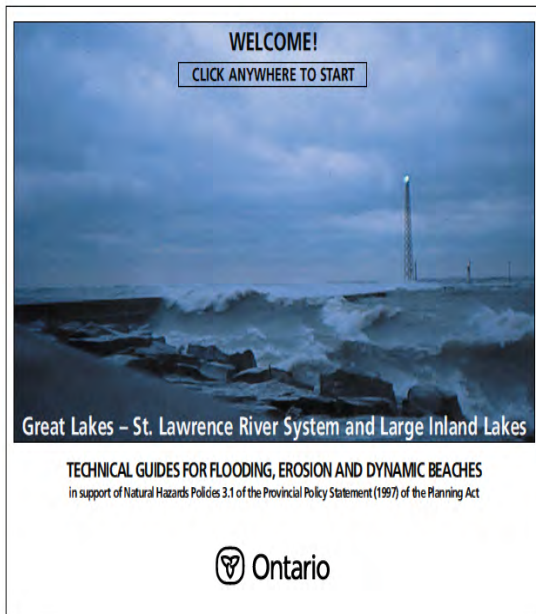 WELCOME!
CLICK ANYWHERE TO START
Great Lakes – St. Lawrence River System and Large Inland Lakes
TECHNICAL GUIDES FOR FLOODING, EROSION AND DYNAMIC BEACHES
in support of Natural Hazards Policies 3.1 of the Provincial Policy Statement (1997) of the Planning Act
Ontario